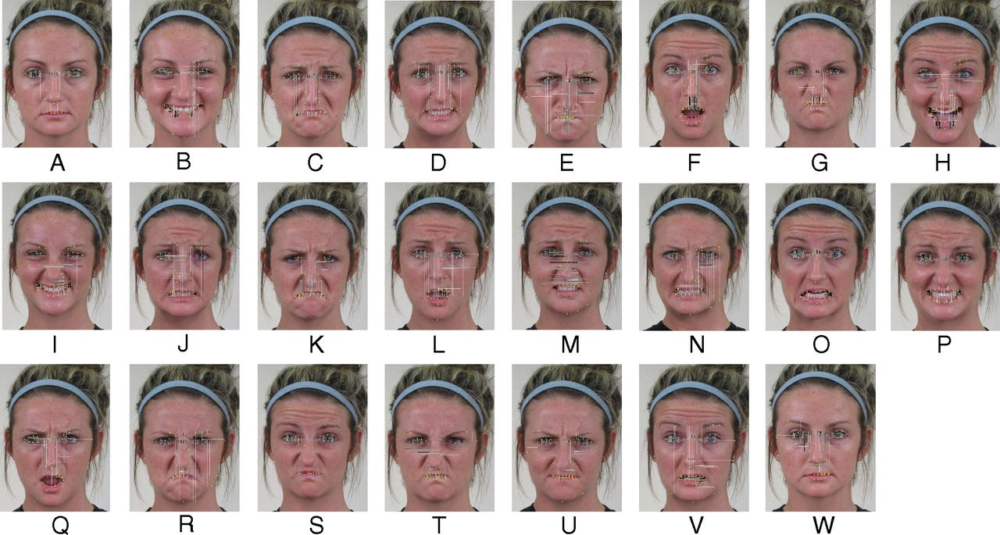 A B C D E F G H
I J K L M N O P
Q R S T U V W